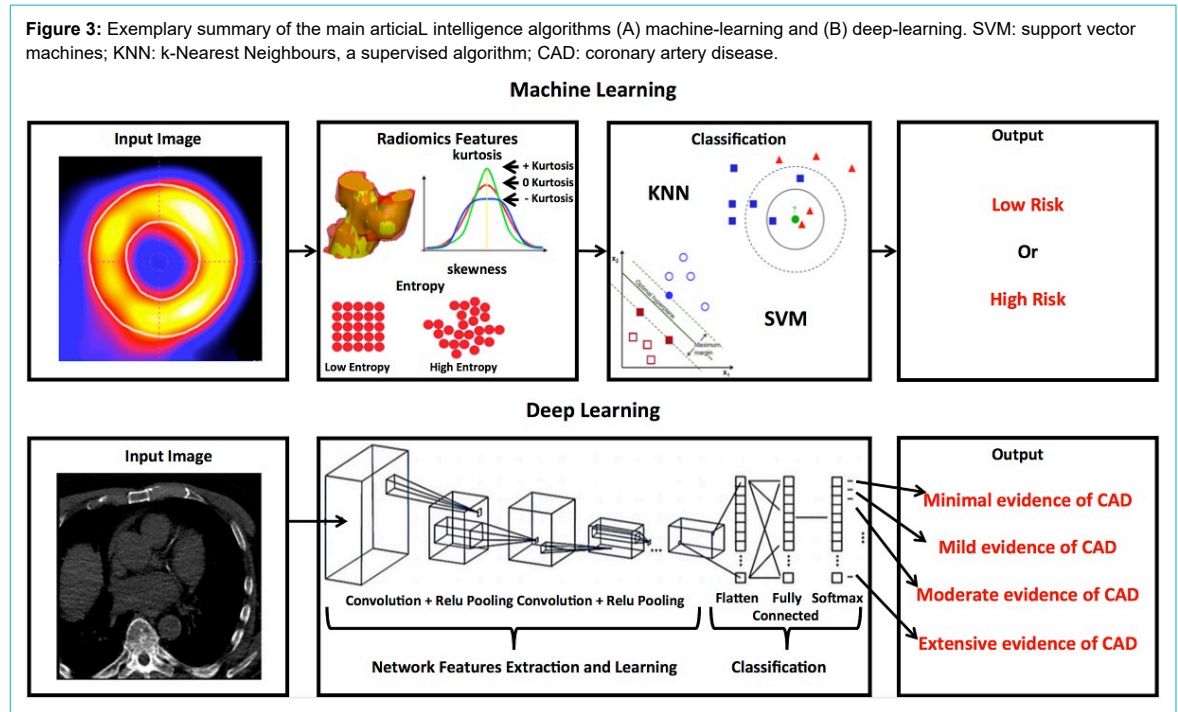 Figure 3: Exemplary summary of the main articiaL intelligence algorithms (A) machine-learning and (B) deep-learning. SVM: support vector
machines; KNN: k-Nearest Neighbours, a supervised algorithm; CAD: coronary artery disease.
Machine Learning
Input Image
Radiomics Features
kurtosis
+ Kurtosis
0 Kurtosis
- Kurtosis
skewness
Entropy
Low Entropy
High Entropy
Classification
KNN
?
x2
Optimal hyperplane
Maximum
margin
x1
SVM
Output
Low Risk
Or
High Risk
Deep Learning
Input Image
Convolution + Relu Pooling Convolution + Relu Pooling
Flatten Fully Softmax
Connected
Network Features Extraction and Learning
Classification
Output
Minimal evidence of CAD
Mild evidence of CAD
Moderate evidence of CAD
Extensive evidence of CAD